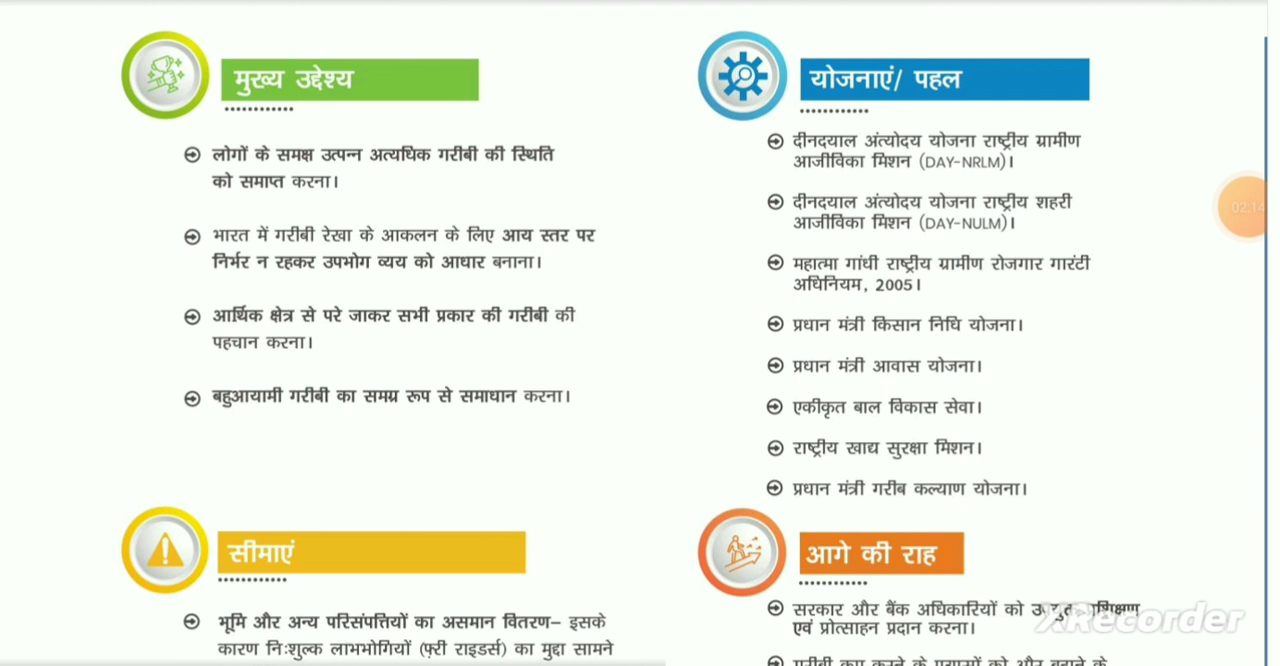 मुख्य उद्देश्य
लोगों के समक्ष उत्पन्न अत्यधिक गरीबी की स्थिति
को समाप्त करना।
भारत में गरीबी रेखा के आकलन के लिए आय स्तर पर
निर्भर न रहकर उपभोग व्यय को आधार बनाना।
आर्थिक क्षेत्र से परे जाकर सभी प्रकार की गरीबी की
पहचान करना।
बहुआयामी गरीबी का समग्र रूप से समाधान करना।
योजनाएं/ पहल
दीनदयाल अंत्योदय योजना राष्ट्रीय ग्रामीण
आजीविका मिशन (DAY-NRLM)।
दीनदयाल अंत्योदय योजना राष्ट्रीय शहरी
आजीविका मिशन (DAY-NULM)।
महात्मा गांधी राष्ट्रीय ग्रामीण रोजगार गारंटी
अधिनियम, 2005।
प्रधान मंत्री किसान निधि योजना।
प्रधान मंत्री आवास योजना।
एकीकृत बाल विकास सेवा।
राष्ट्रीय खाद्य सुरक्षा मिशन।
प्रधान मंत्री गरीब कल्याण योजना।
02:14
सीमाएं
भूमि और अन्य परिसंपत्तियों का असमान वितरण– इसके
कारण निःशुल्क लाभभोगियों (फ़्री राइडर्स) का मुद्दा सामने
आगे की राह
सरकार और बैंक अधिकारियों को
एवं प्रोत्साहन प्रदान करना।
XRecorder